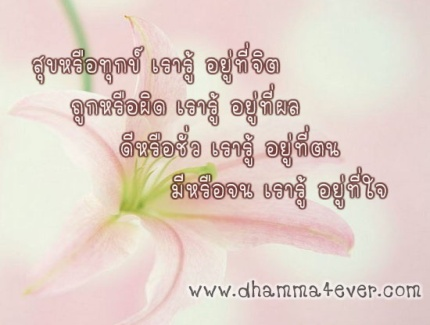 สุขหรือทุกข์ เรารู้ อยู่ที่จิต
ถูกหรือผิด เรารู้ อยู่ที่ผล
ดีหรือชั่ว เรารู้ อยู่ที่ตน
มีหรือจน เรารู้ อยู่ที่ใจ
www.dhamma4ever.com